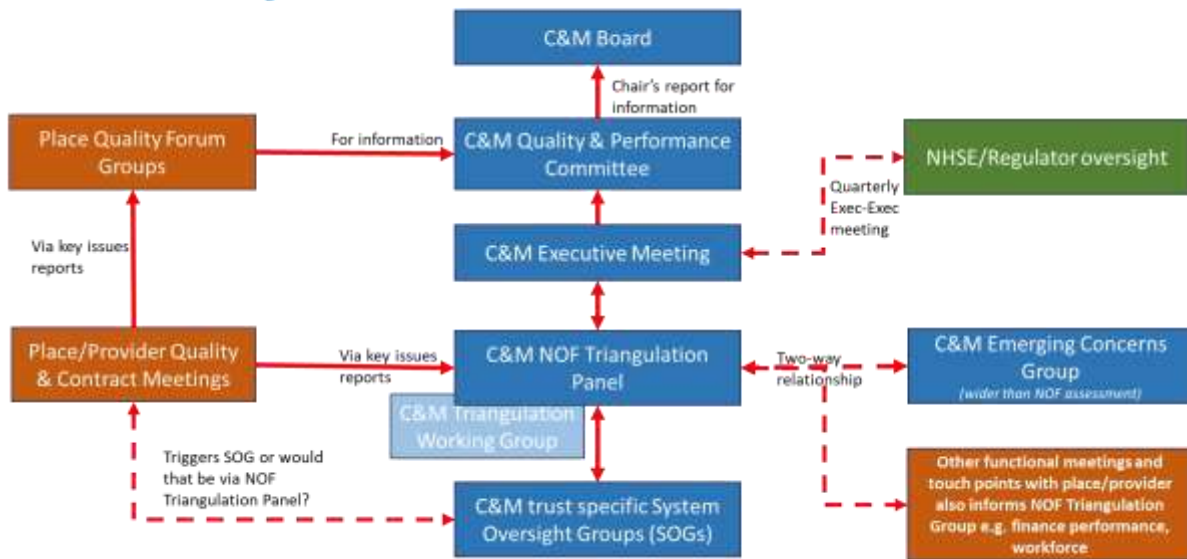 C&M Board
Chair's report for
information
Place Quality Forum
Groups
For information
C&M Quality & Performance
Committee
NHSE/Regulator oversight
Quarterly
Exec-Exec
meeting
Via key issues
reports
C&M Executive Meeting
Place/Provider Quality
& Contract Meetings
Via key issues
reports
C&M NOF Triangulation
Panel
Two-way
relationship
C&M Emerging Concerns
Group
(wider than NOF assessment)
C&M Triangulation
Working Group
Triggers SOG or would
that be via NOF
Triangulation Panel?
C&M trust specific System
Oversight Groups (SOGs)
Other functional meetings and
touch points with place/provider
also informs NOF Triangulation
Group e.g. finance performance,
workforce